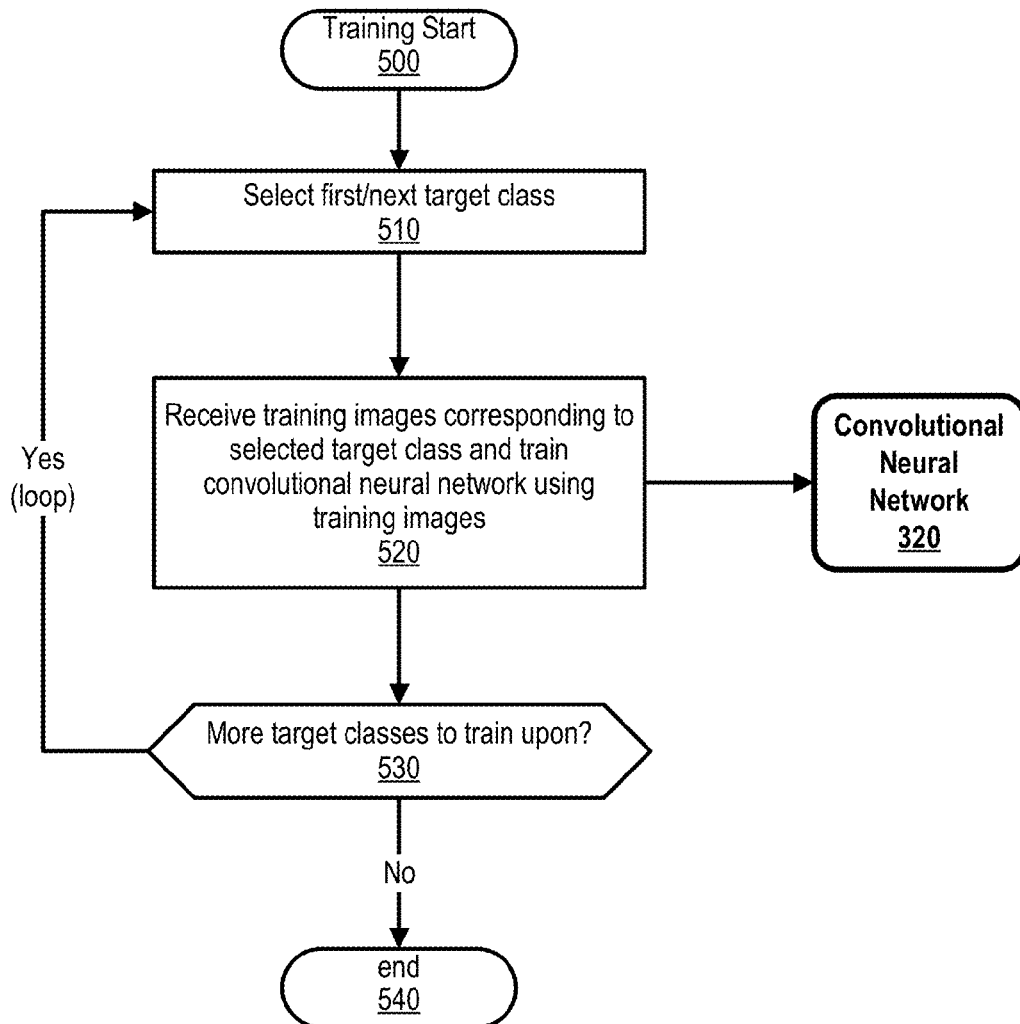 Training Start
500
Select first/next target class
510
Receive training images corresponding to
selected target class and train
convolutional neural network using
training images
520
Convolutional
Neural
Network
320
Yes
(loop)
More target classes to train upon?
530
No
end
540